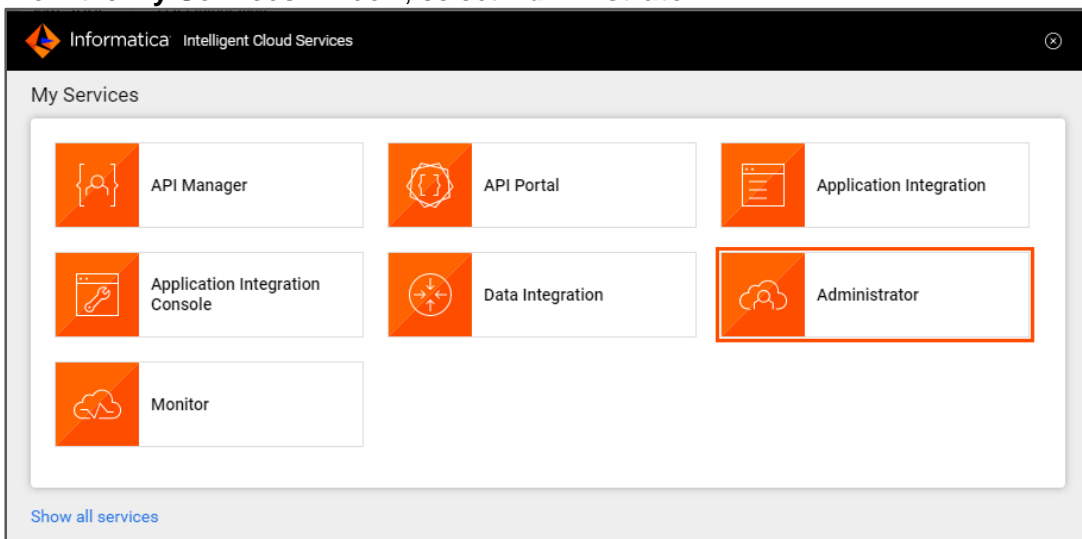 Informatica Intelligent Cloud Services
My Services
API Manager
API Portal
Application Integration
Application Integration
Console
Data Integration
Administrator
Monitor
Show all services